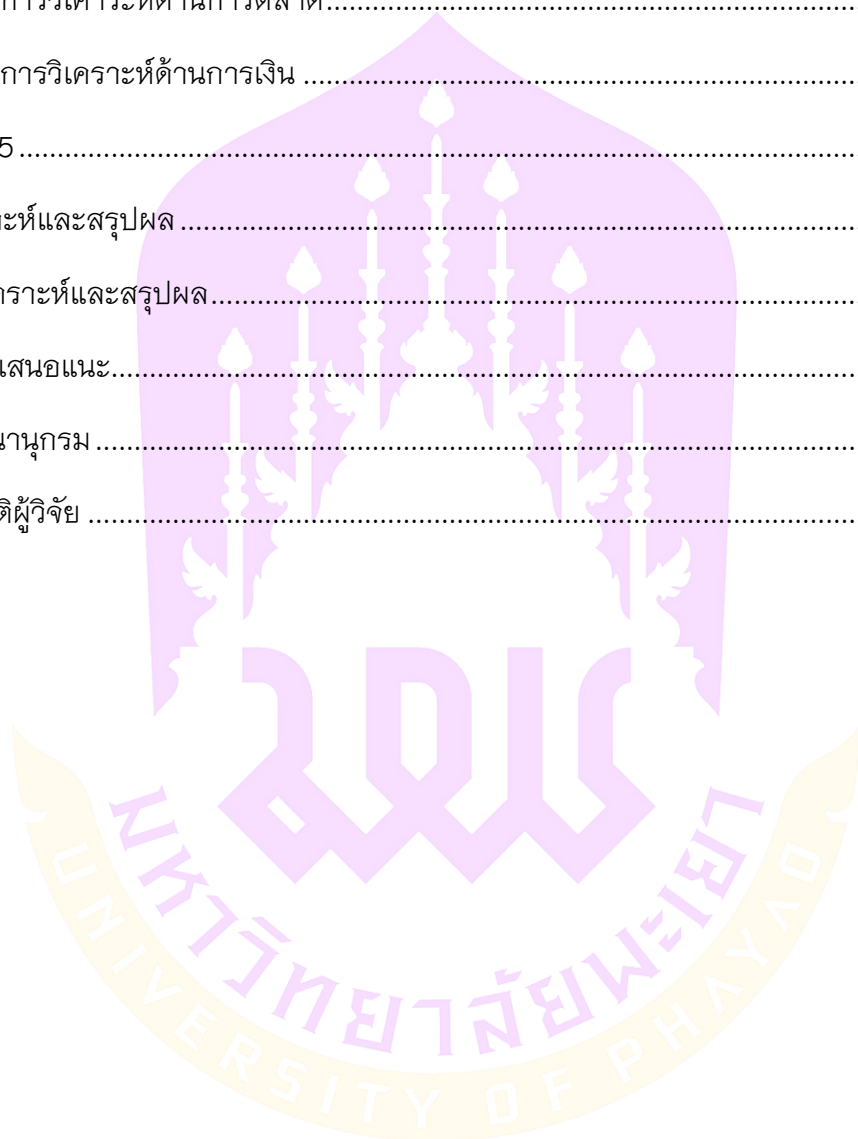 การวิเคราะห์ด้านการตลาด
การวิเคราะห์ด้านการเงิน
5
ะห์และสรุปผล
ราะห์และสรุปผล
เสนอแนะ
านุกรม
ติผู้วิจัย
มหาวิทยาลัยพะเยา
UNIVERSITY OF PHAYAO